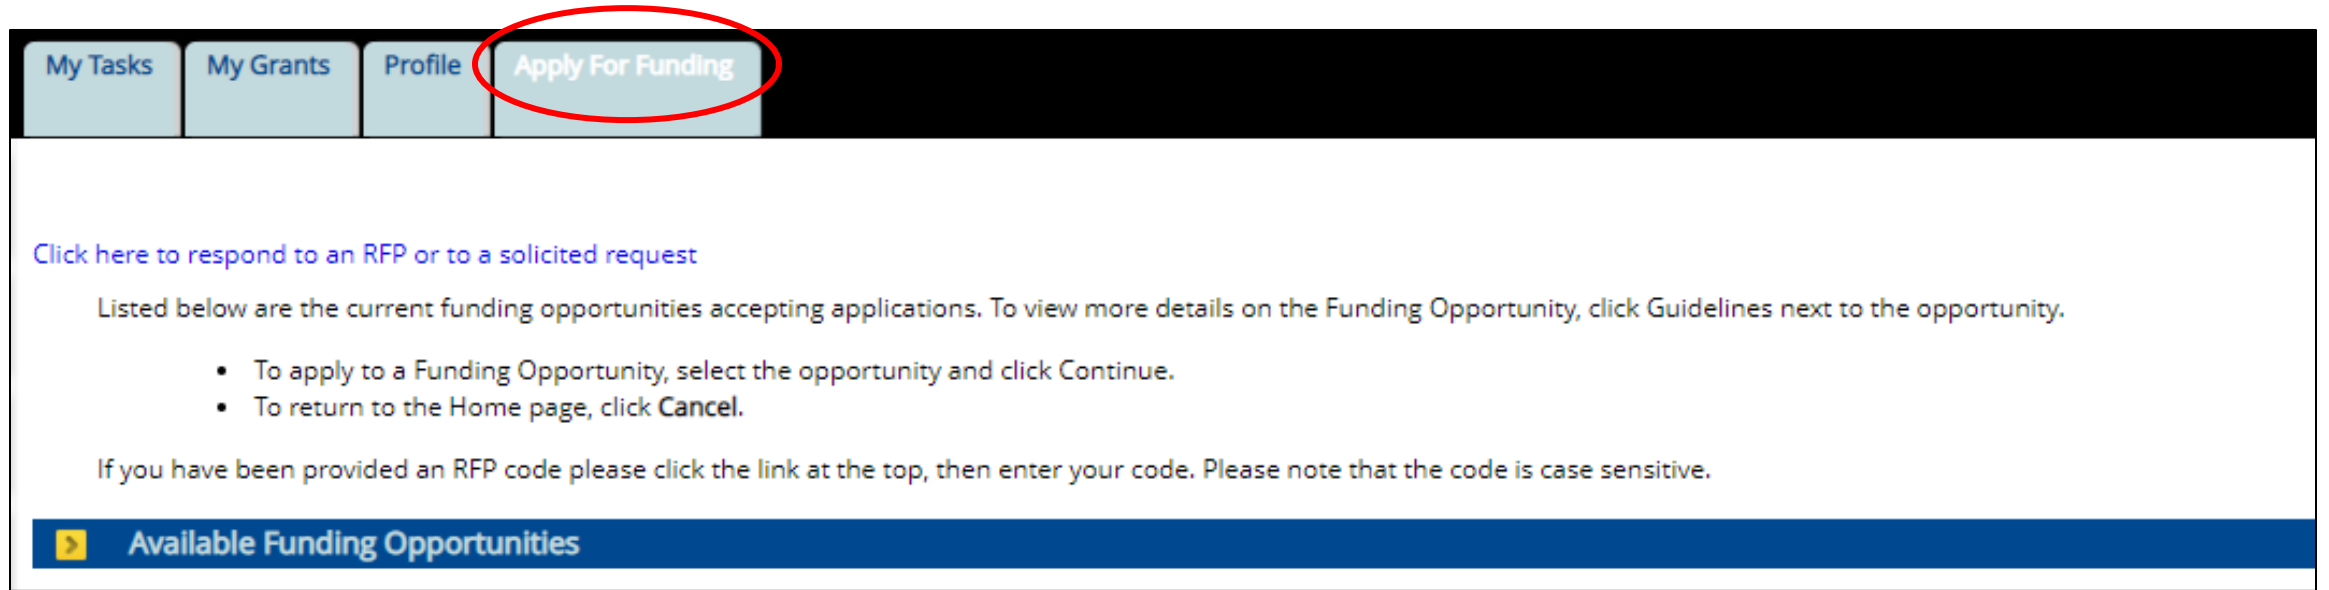 My Tasks My Grants Profile Apply For Funding
Click here to respond to an RFP or to a solicited request
Listed below are the current funding opportunities accepting applications. To view more details on the Funding Opportunity, click Guidelines next to the opportunity.
• To apply to a Funding Opportunity, select the opportunity and click Continue.
• To return to the Home page, click Cancel.
If you have been provided an RFP code please click the link at the top, then enter your code. Please note that the code is case sensitive.
Available Funding Opportunities